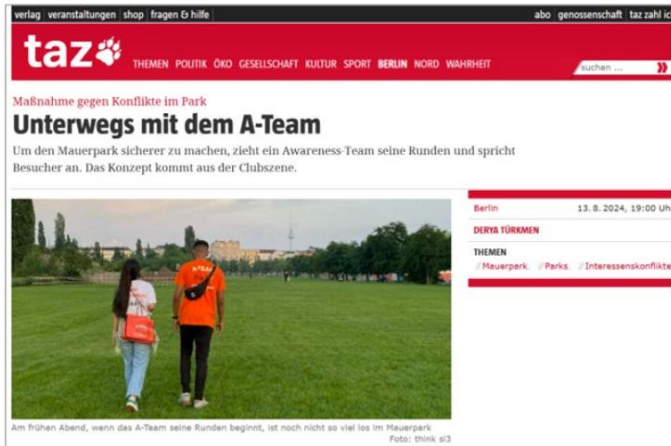 verlag veranstaltungen shop fragen & hilfe
abo genossenschaft taz zahl ic
taz
THEMEN POLITIK ÖKO GESELLSCHAFT KULTUR SPORT BERLIN NORD WAHRHEIT
suchen ...
Maßnahme gegen Konflikte im Park
Unterwegs mit dem A-Team
Um den Mauerpark sicherer zu machen, zieht ein Awareness-Team seine Runden und spricht
Besucher an. Das Konzept kommt aus der Clubszene.
Berlin 13. 8. 2024, 19:00 Uh
DERYA TÜRKMEN
THEMEN
//Mauerpark, //Parks, //Interessenskonflikte
Am frühen Abend, wenn das A-Team seine Runden beginnt, ist noch nicht so viel los im Mauerpark
Foto: think si3